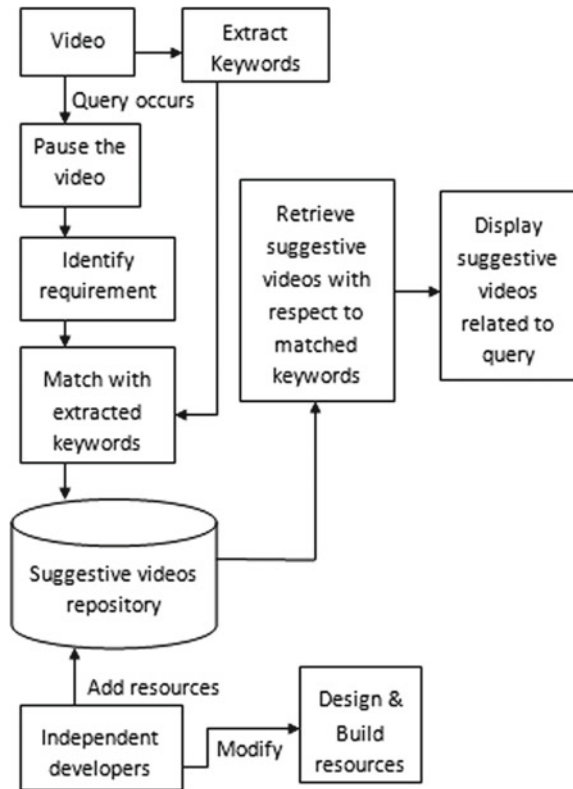 Video
Extract
Keywords
Query occurs
Pause the
video
Identify
requirement
Match with
extracted
keywords
Retrieve
suggestive
videos with
respect to
matched
keywords
Display
suggestive
videos
related to
query
Suggestive videos
repository
Add resources
Independent
developers
Modify
Design &
Build
resources